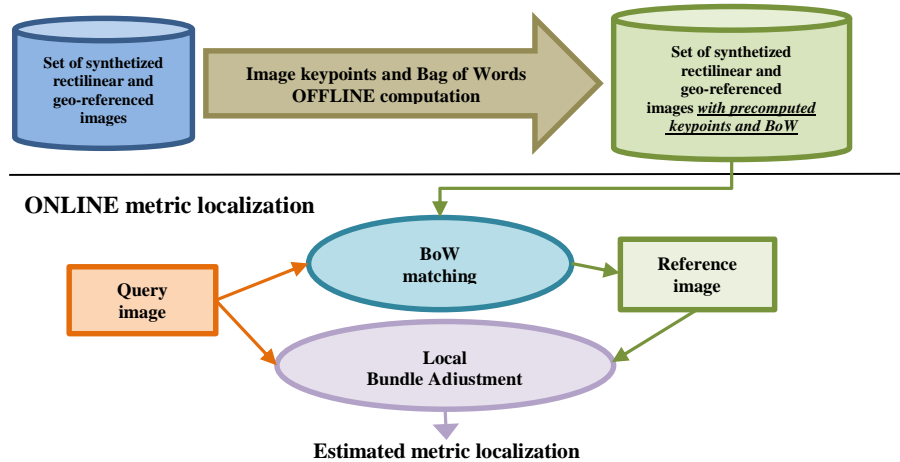 Set of synthetized
rectilinear and
geo-referenced
images
Image keypoints and Bag of Words
OFFLINE computation
Set of synthetized
rectilinear and
geo-referenced
images with precomputed
keypoints and BoW
ONLINE metric localization
BoW
matching
Query
image
Reference
image
Local
Bundle Adjustment
Estimated metric localization